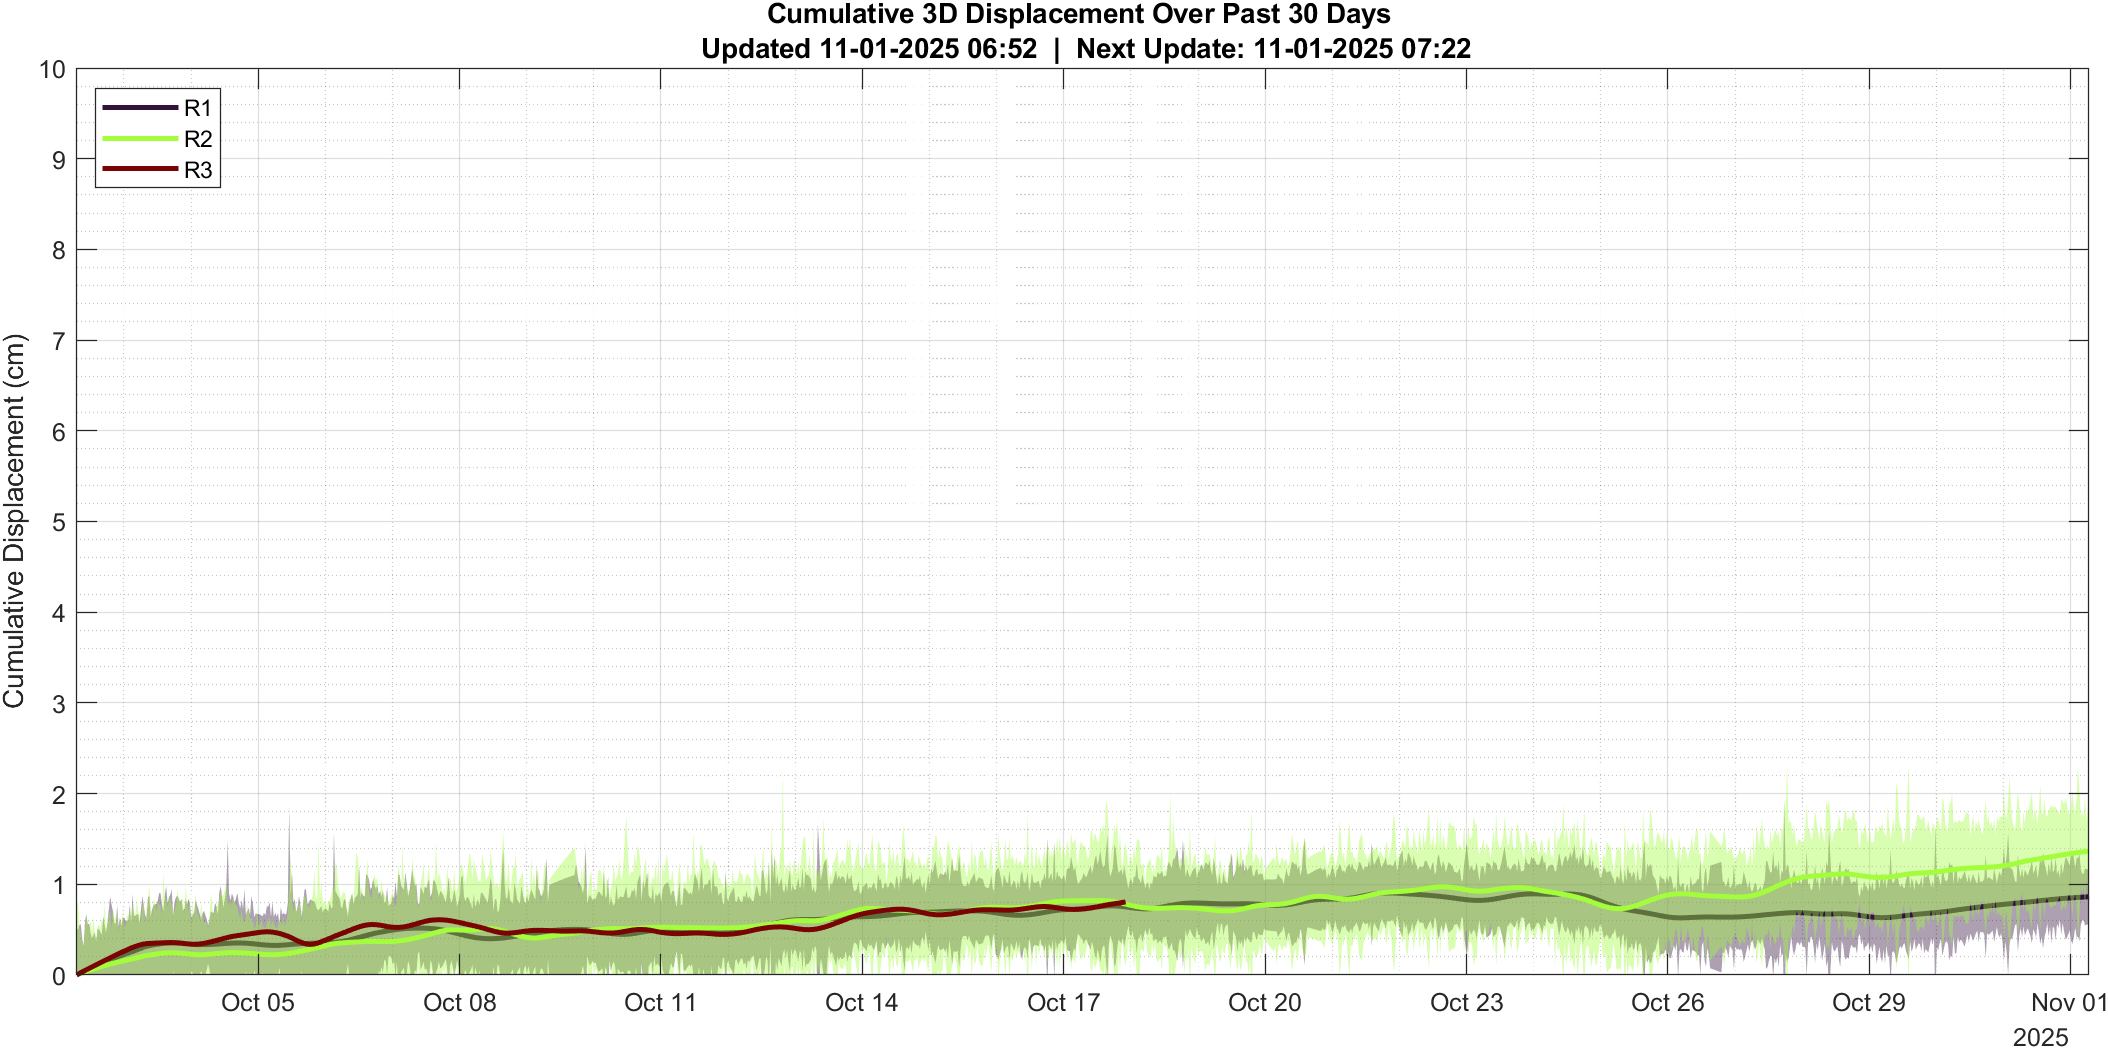 Cumulative 3D Displacement Over Past 30 Days
Updated 11-01-2025 06:52 | Next Update: 11-01-2025 07:22
R1
R2
R3
Cumulative Displacement (cm)
10
9
8
7
6
5
4
3
2
1
0
Oct 05 Oct 08 Oct 11 Oct 14 Oct 17 Oct 20 Oct 23 Oct 26 Oct 29 Nov 01
2025